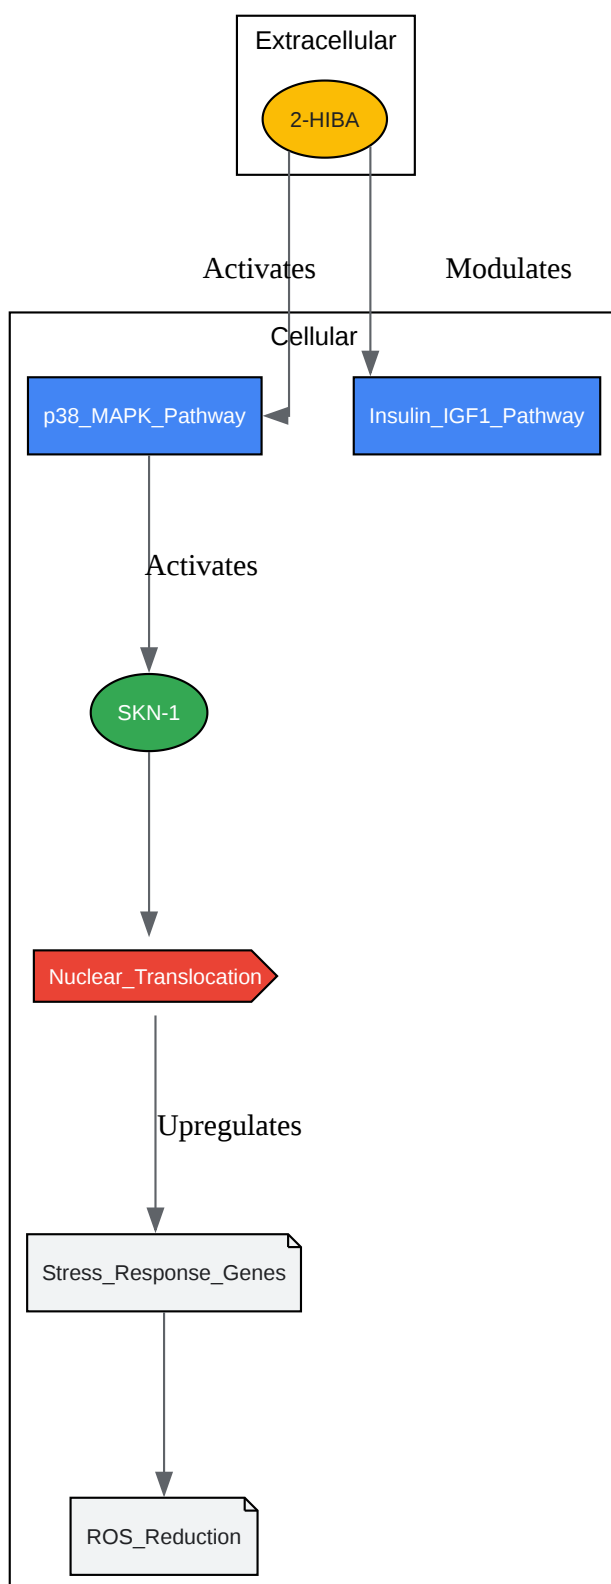 Extracellular
2-HIBA
Activates
Modulates
Cellular
p38_MAPK_Pathway
Insulin_IGF1_Pathway
Activates
SKN-1
Nuclear_Translocation
Upregulates
Stress_Response_Genes
ROS_Reduction